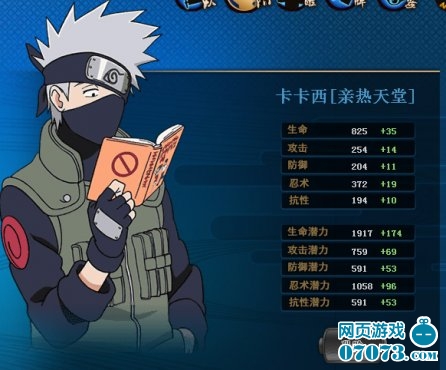 卡卡西[亲热天堂]
生命 825 +35
攻击 254 +14
防御 204 +11
忍术 372 +19
抗性 194 +10
生命潜力 1917 +174
攻击潜力 759 +69
防御潜力 591 +53
忍术潜力 1058 +96
抗性潜力 591 +53
网页游戏
07073.com